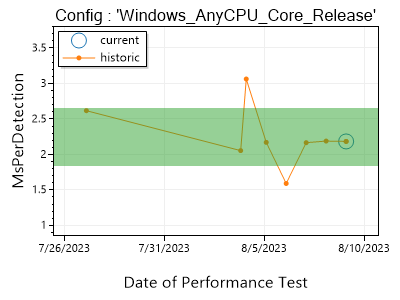 Config : 'Windows_AnyCPU_Core_Release'
current
historic
MsPerDetection
3.5
3
2.5
2
1.5
1
7/26/2023
7/31/2023
8/5/2023
8/10/2023
Date of Performance Test